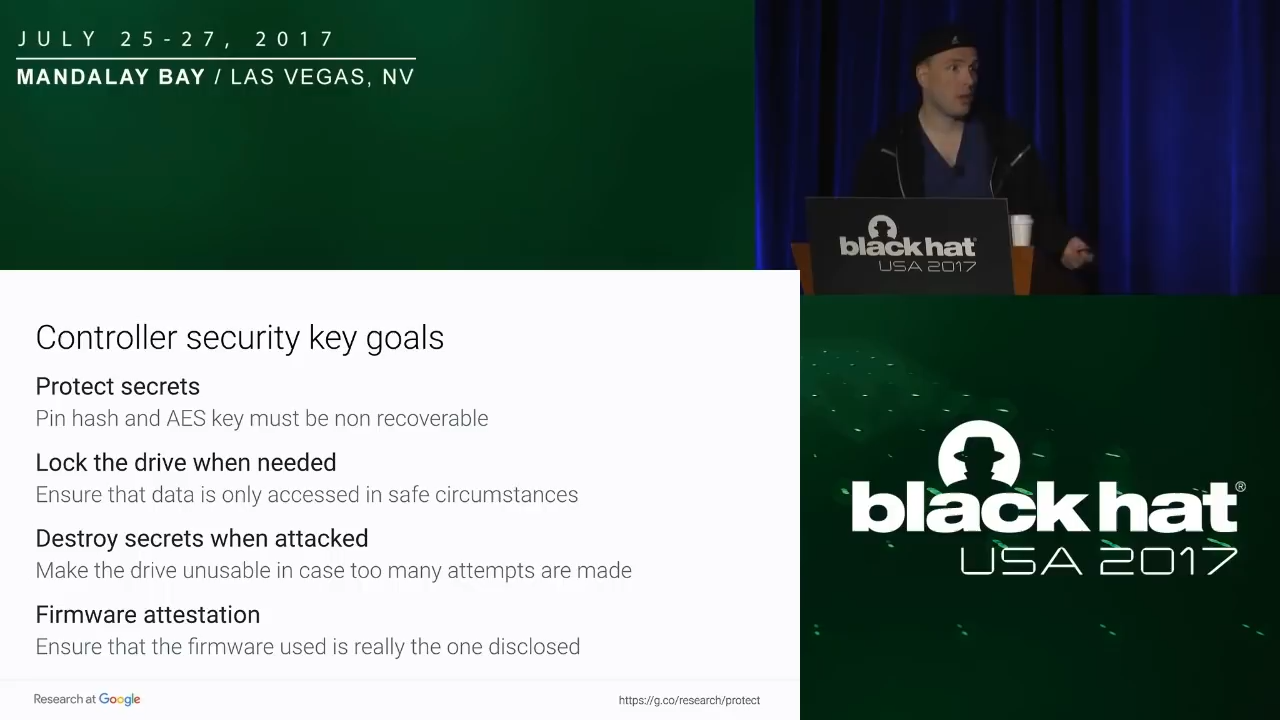 JULY 25-27, 2017
MANDALAY BAY / LAS VEGAS, NV
black hat
USA 2017
Controller security key goals
Protect secrets
Pin hash and AES key must be non recoverable
Lock the drive when needed
Ensure that data is only accessed in safe circumstances
Destroy secrets when attacked
Make the drive unusable in case too many attempts are made
Firmware attestation
Ensure that the firmware used is really the one disclosed
Research at Google
https://g.co/research/protect
black hat®
USA 2017